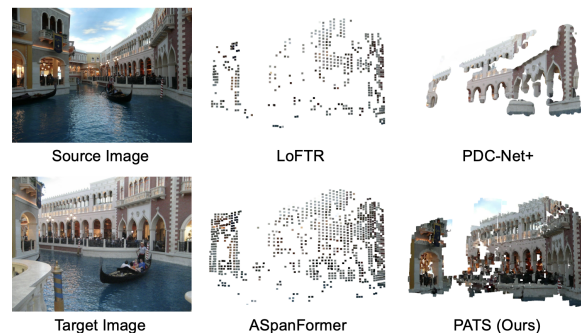 Source Image
LoFTR
PDC-Net+
Target Image
ASpanFormer
PATS (Ours)